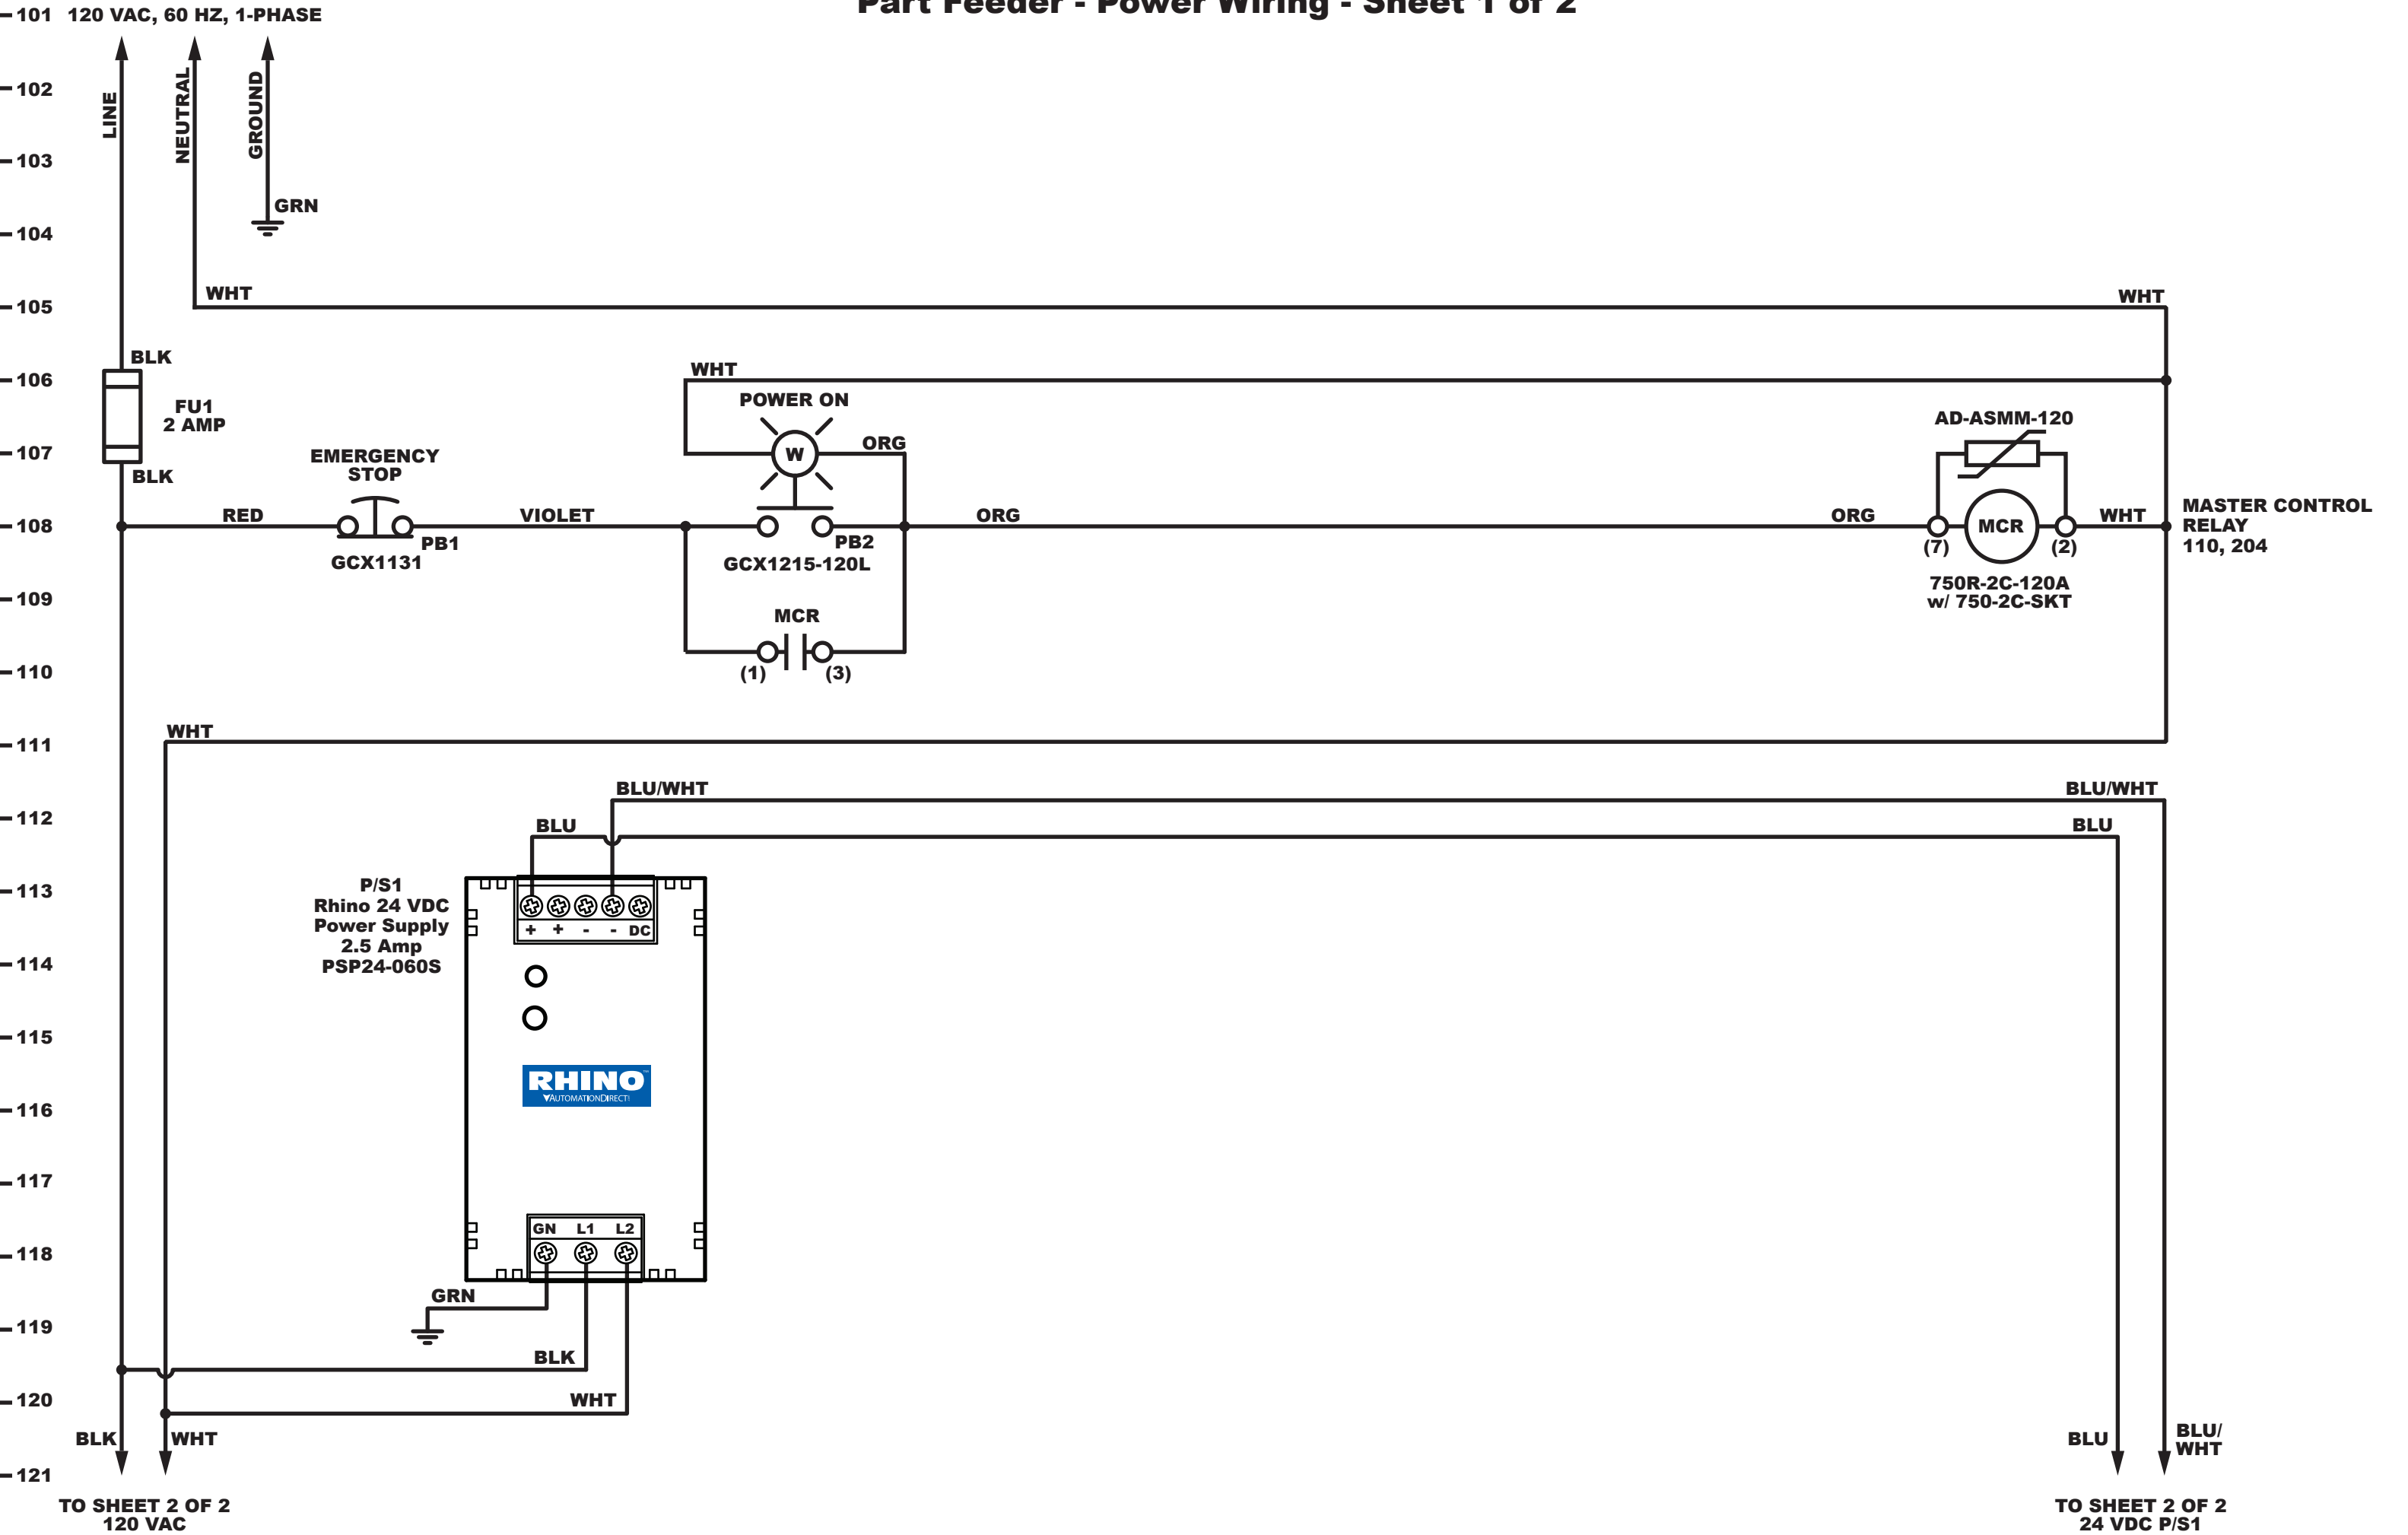 Part Feeder - Power Wiring - Sheet 1 of 2
101 120 VAC, 60 HZ, 1-PHASE
102
LINE
NEUTRAL
GROUND
103
GRN
104
WHT
WHT
105
BLK
WHT
106
POWER ON
FU1
2 AMP
AD-ASMM-120
ORG
W
107
EMERGENCY
STOP
BLK
RED
VIOLET
ORG
ORG
WHT
108
MCR
MASTER CONTROL
RELAY
110, 204
PB1
GCX1131
PB2
GCX1215-120L
(7)
(2)
750R-2C-120A
w/ 750-2C-SKT
109
MCR
110
(1)
(3)
WHT
111
BLU/WHT
BLU/WHT
112
BLU
BLU
113
P/S1
Rhino 24 VDC
Power Supply
2.5 Amp
PSP24-060S
+ + - - DC
114
115
RHINO
AUTOMATIONDIRECT
116
117
GN L1 L2
118
GRN
119
BLK
120
WHT
BLK
WHT
BLU
BLU/
WHT
121
TO SHEET 2 OF 2
120 VAC
TO SHEET 2 OF 2
24 VDC P/S1